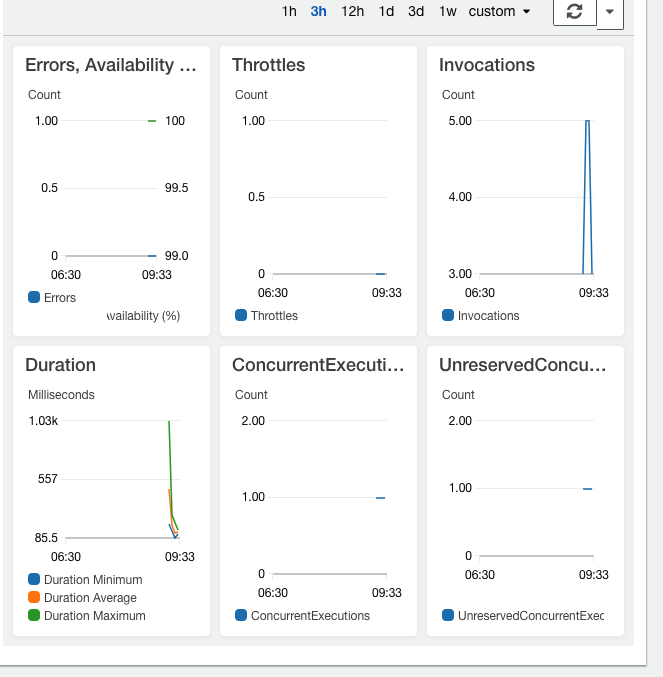 1h 3h 12h 1d 3d 1w custom
Errors, Availability ...
Count
1.00
100
0.5
99.5
0
99.0
06:30
09:33
Errors
vailability (%)
Throttles
Count
1.00
0.5
0
06:30
09:33
Throttles
Invocations
Count
5.00
4.00
3.00
06:30
09:33
Invocations
Duration
Milliseconds
1.03k
557
85.5
06:30
09:33
Duration Minimum
Duration Average
Duration Maximum
ConcurrentExecuti...
Count
2.00
1.00
0
06:30
09:33
ConcurrentExecutions
UnreservedConcu...
Count
2.00
1.00
0
06:30
09:33
UnreservedConcurrentExec